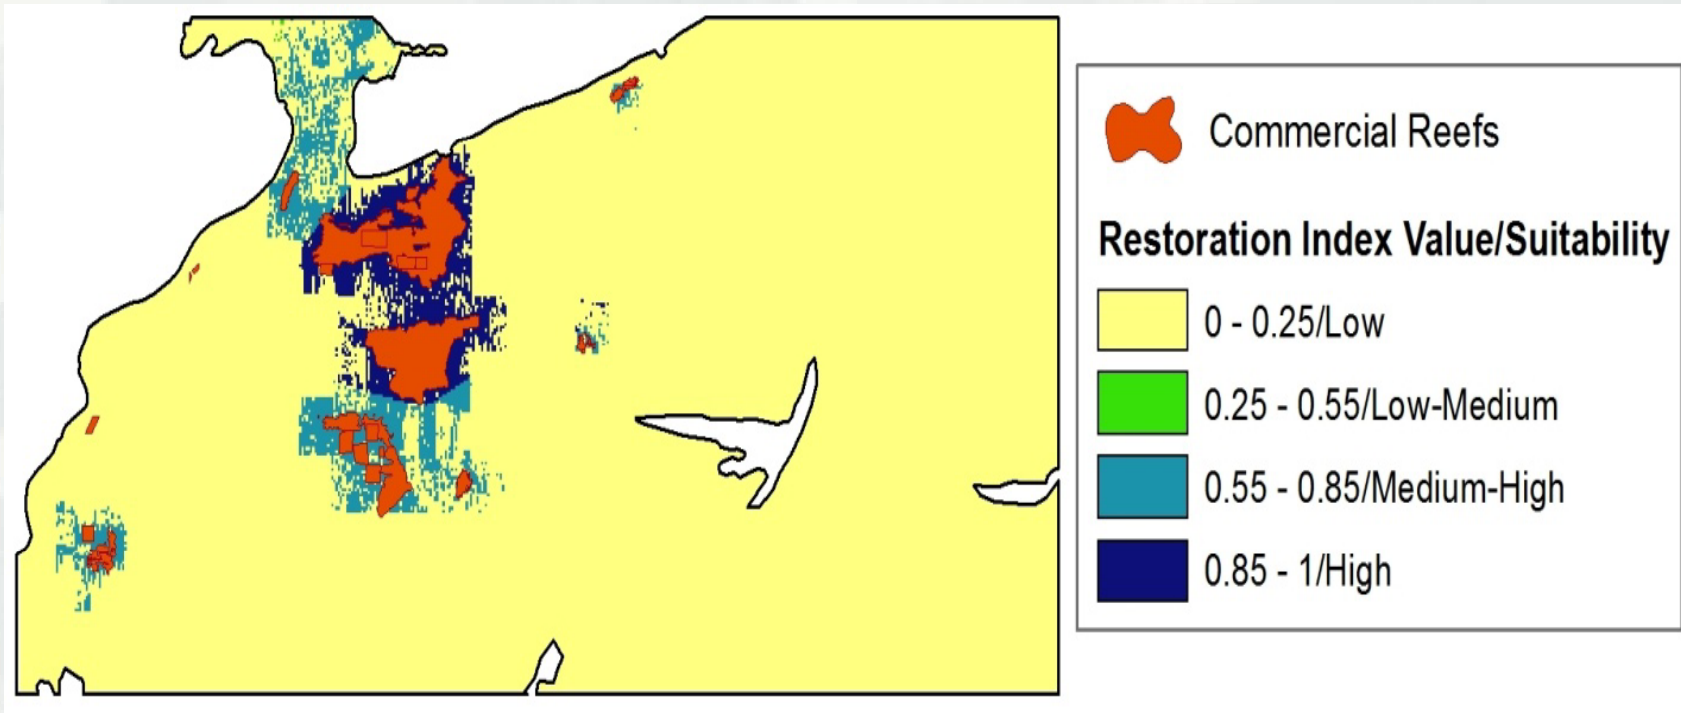 Commercial Reefs
Restoration Index Value/Suitability
0 - 0.25/Low
0.25 - 0.55/Low-Medium
0.55 - 0.85/Medium-High
0.85 - 1/High